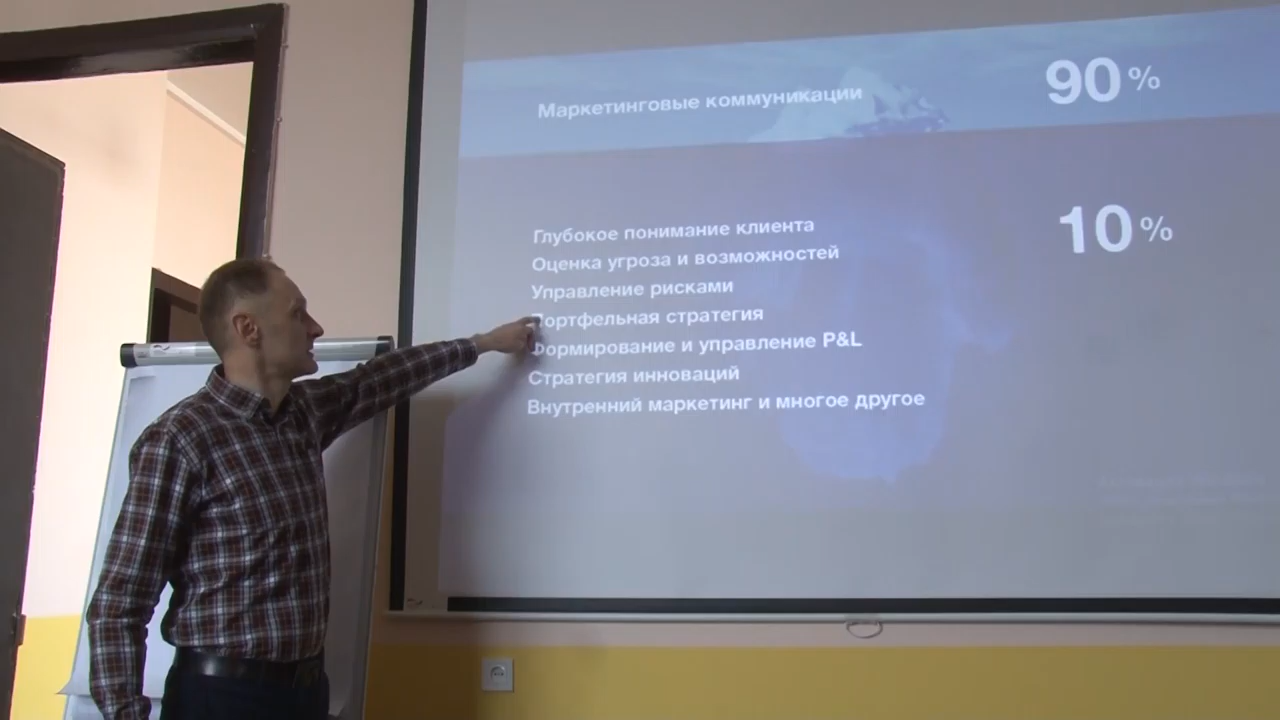 Маркетинговые коммуникации 90%
Глубокое понимание клиента 10%
Оценка угроза и возможностей
Управление рисками
Портфельная стратегия
Формирование и управление P&L
Стратегия инноваций
Внутренний маркетинг и многое другое